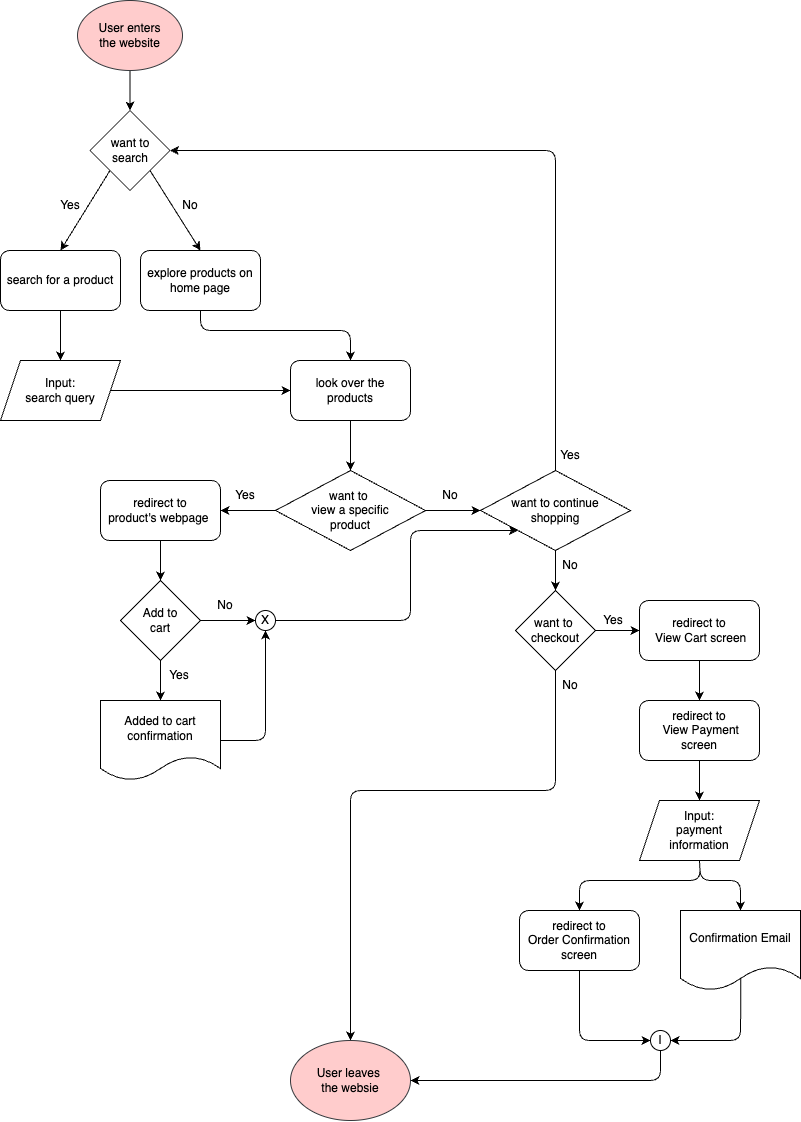 User enters
the website
want to
search
Yes
No
search for a product
explore products on
home page
Input:
search query
look over the
products
Yes
redirect to
product's webpage
Yes
want to
view a specific
product
No
want to continue
shopping
No
Add to
cart
No
X
want to
checkout
Yes
redirect to
View Cart screen
Yes
No
Added to cart
confirmation
redirect to
View Payment
screen
Input:
payment
information
redirect to
Order Confirmation
screen
Confirmation Email
I
User leaves
the websie